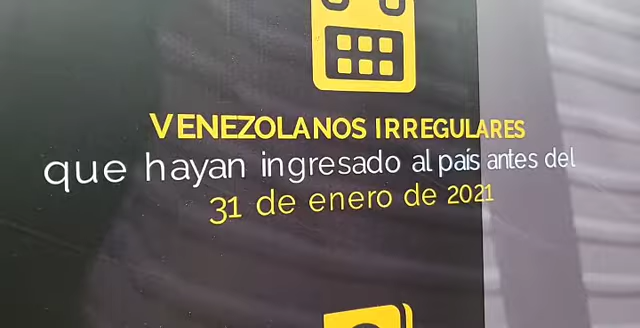 VENEZOLANOS IRREGULARES
que hayan ingresado al país antes del
31 de enero de 2021